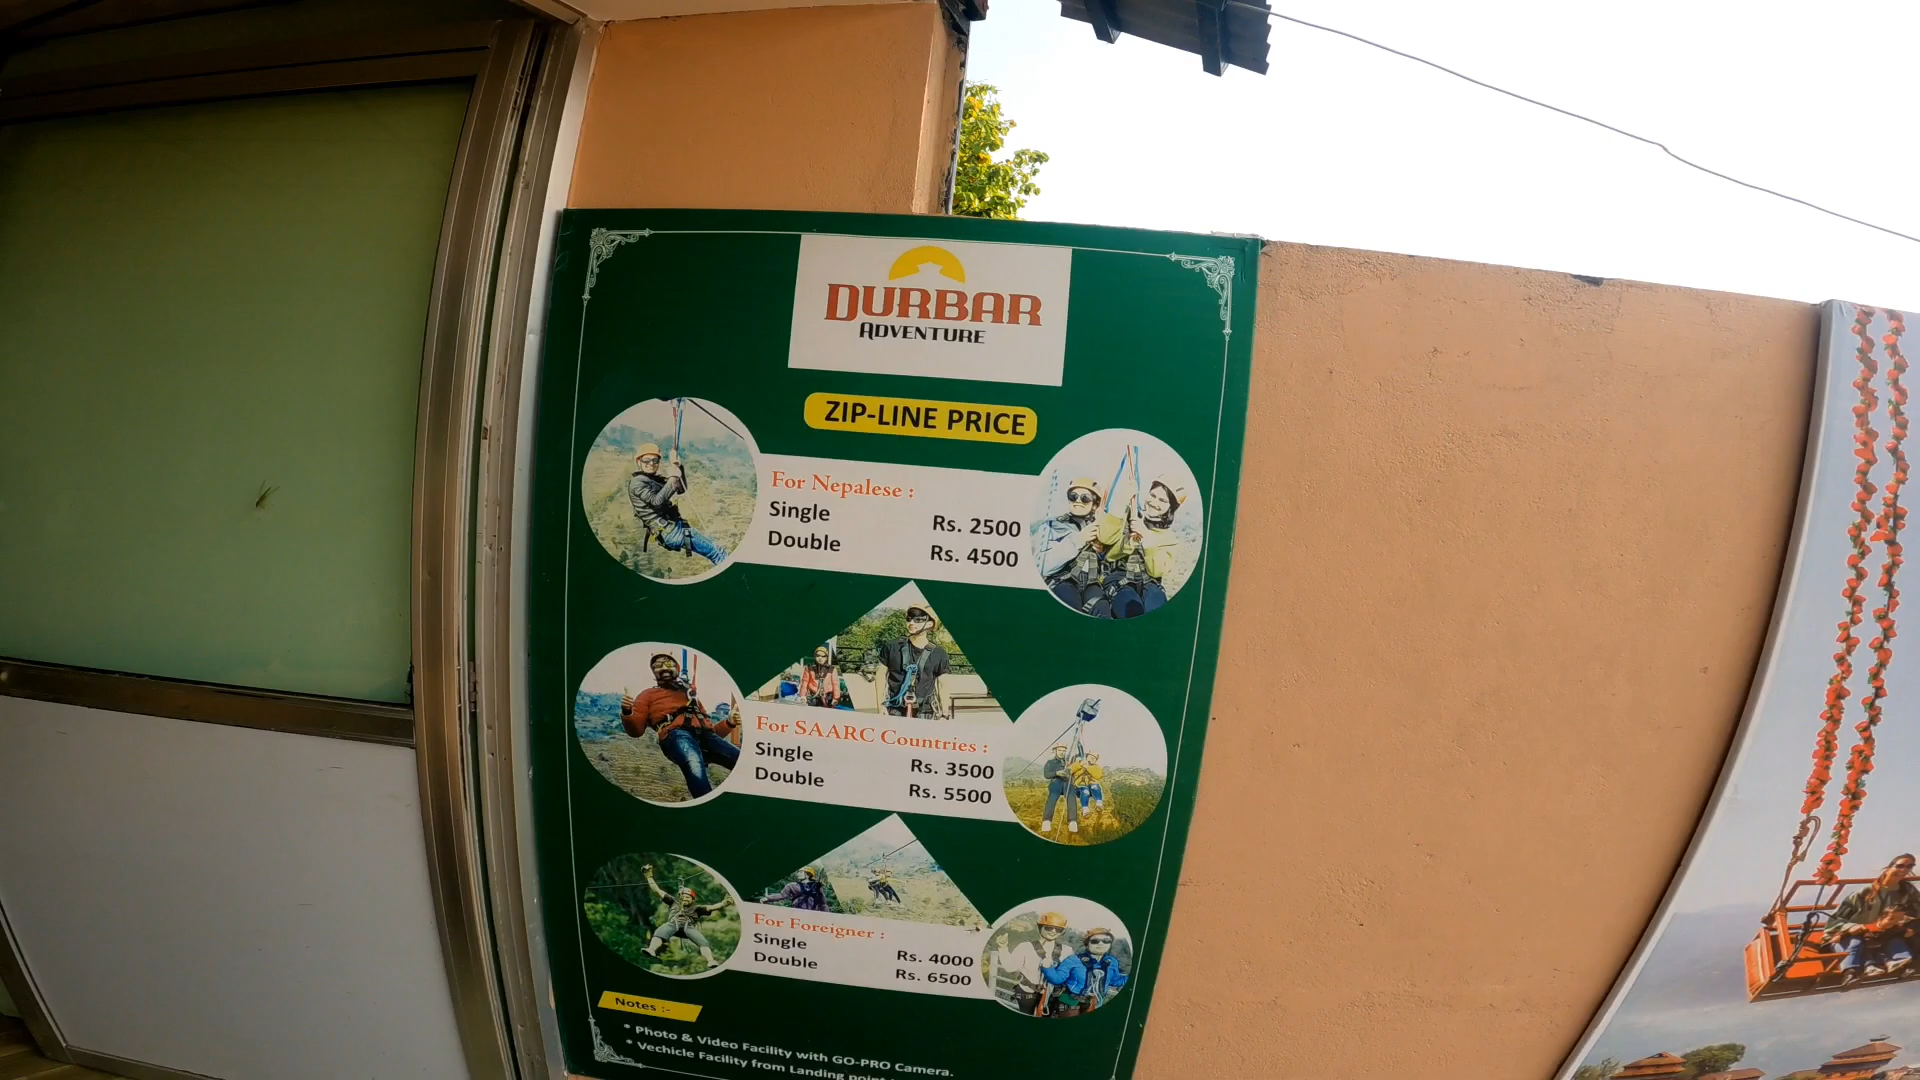 DURBAR
ADVENTURE
ZIP-LINE PRICE
For Nepalese :
Single Rs. 2500
Double Rs. 4500
For SAARC Countries :
Single Rs. 3500
Double Rs. 5500
For Foreigner :
Single Rs. 4000
Double Rs. 6500
Notes :-
* Photo & Video Facility with GO-PRO Camera.
* Vechicle Facility from Landing point